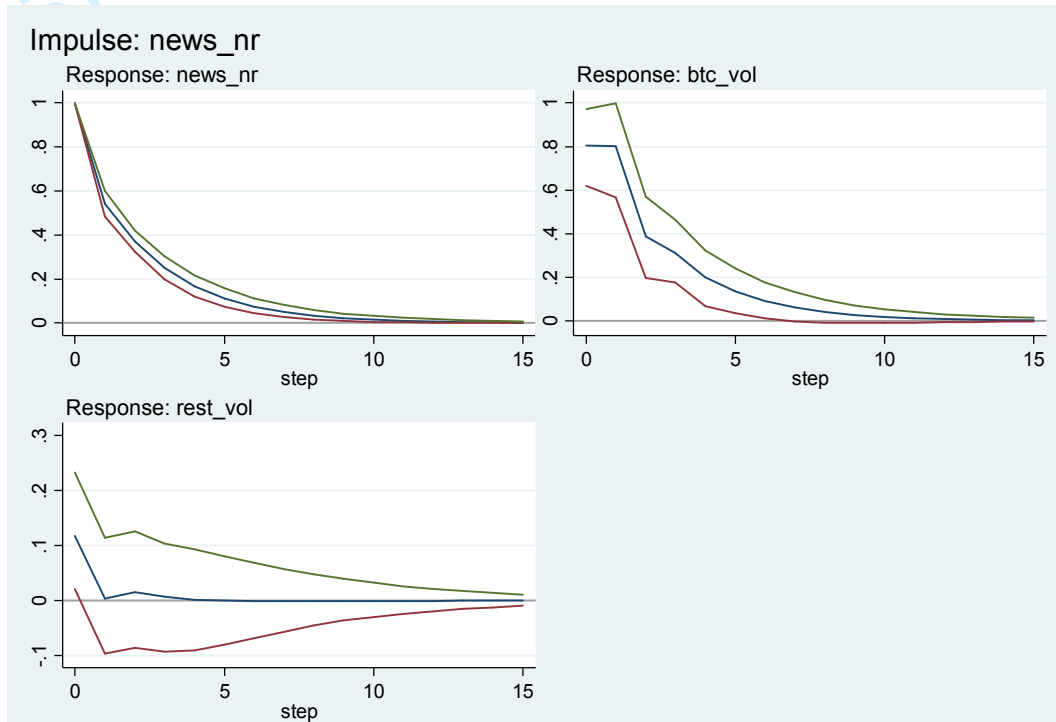 Impulse: news_nr
Response: news_nr
1
.8
.6
.4
.2
0
0 5 10 15
step
Response: btc_vol
1
.8
.6
.4
.2
0
0 5 10 15
step
Response: rest_vol
.3
.2
.1
0
-.1
0 5 10 15
step